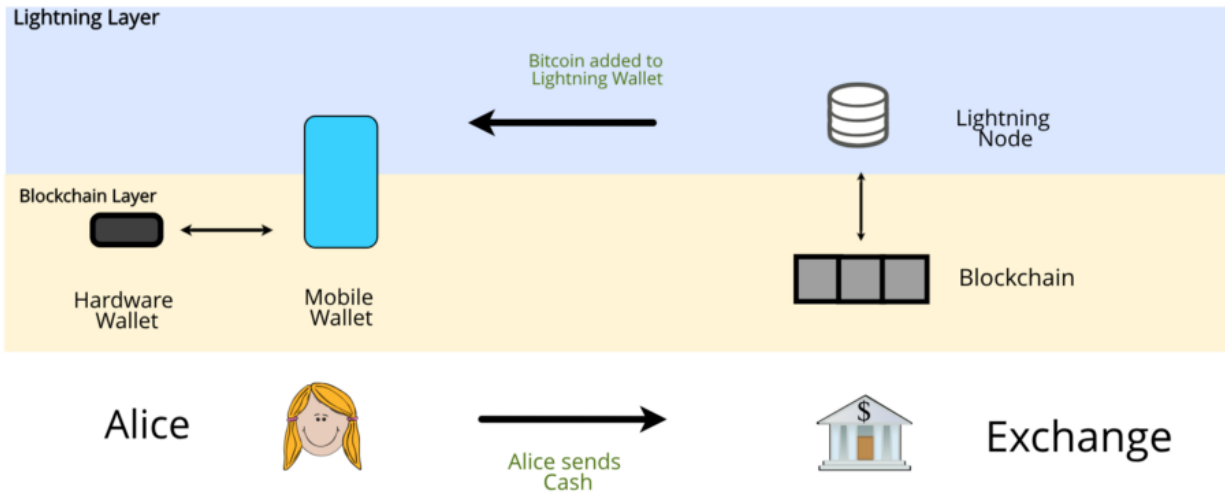 Lightning Layer
Bitcoin added to
Lightning Wallet
Lightning
Node
Blockchain Layer
Hardware
Wallet
Mobile
Wallet
Blockchain
Alice
Alice sends
Cash
$
Exchange